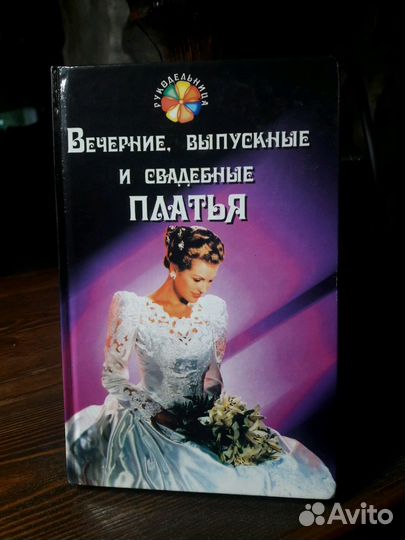 РУКОДЕЛЬНИЦА
Вечерние, выпускные
и свадебные
платья
Avito